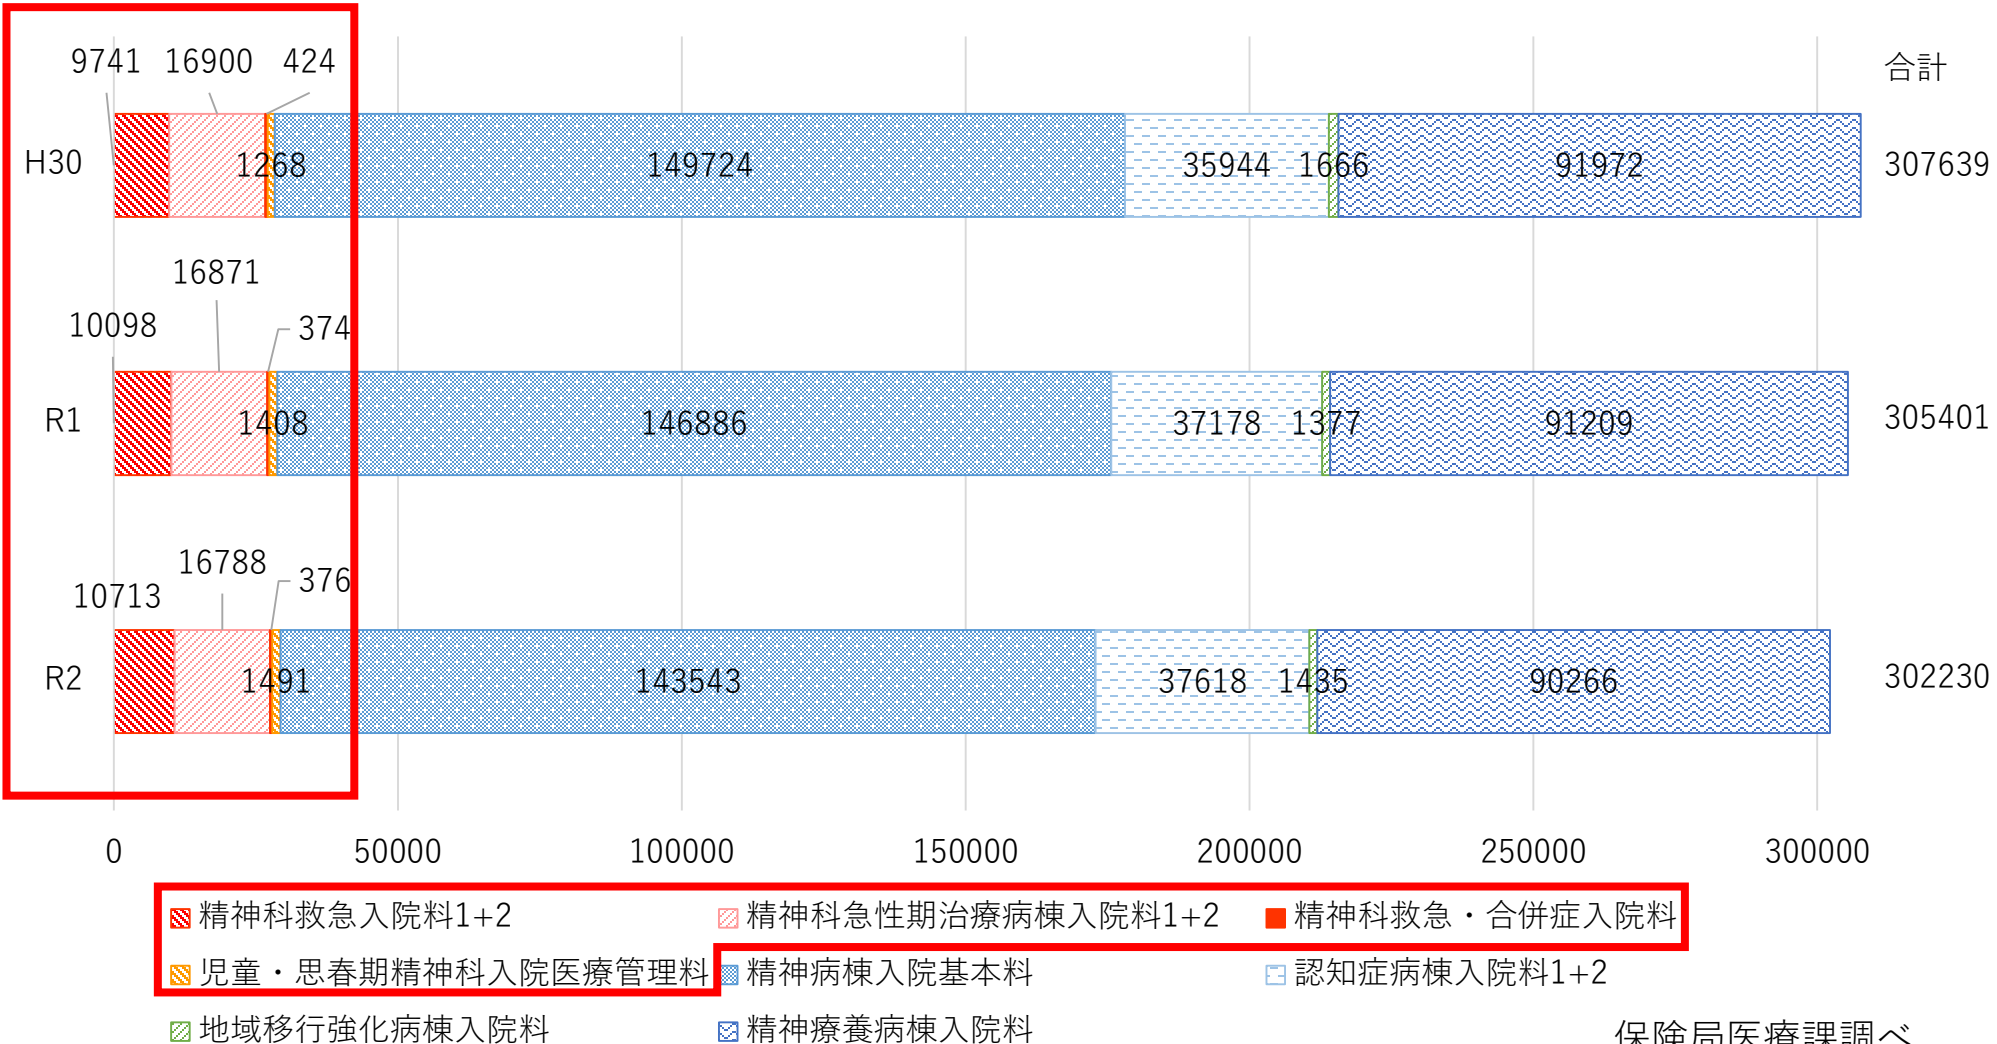 9741 16900 424 合計
H30 1268 149724 35944 1666 91972 307639
16871
10098 374
R1 1408 146886 37178 1377 91209 305401
16788 376
10713
R2 1491 143543 37618 1435 90266 302230
0 50000 100000 150000 200000 250000 300000
精神科救急入院料1+2 精神科急性期治療病棟入院料1+2 精神科救急・合併症入院料
児童・思春期精神科入院医療管理料 精神病棟入院基本料 認知症病棟入院料1+2
地域移行強化病棟入院料 精神療養病棟入院料
保険局医療課調べ